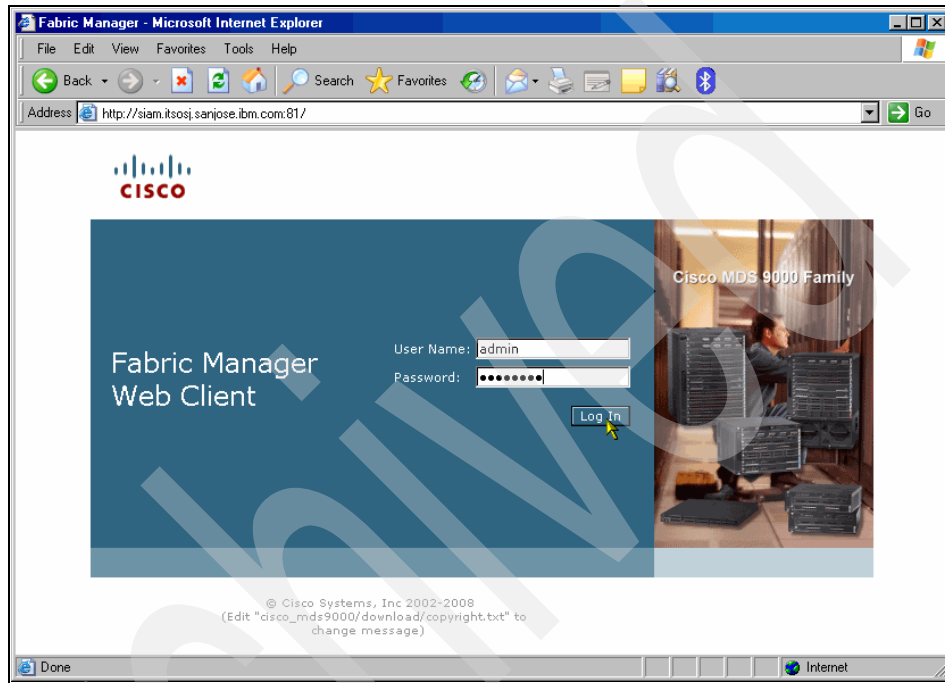 Fabric Manager - Microsoft Internet Explorer
File Edit View Favorites Tools Help
Back Search Favorites
Address http://siam.itsosj.sanjose.ibm.com:81/ Go
CISCO
Cisco MDS 9000 Family
Fabric Manager
Web Client
User Name: admin
Password: ●●●●●●●●
Log In
© Cisco Systems, Inc 2002-2008
(Edit "cisco_mds9000/download/copyright.txt" to
change message)
Done Internet